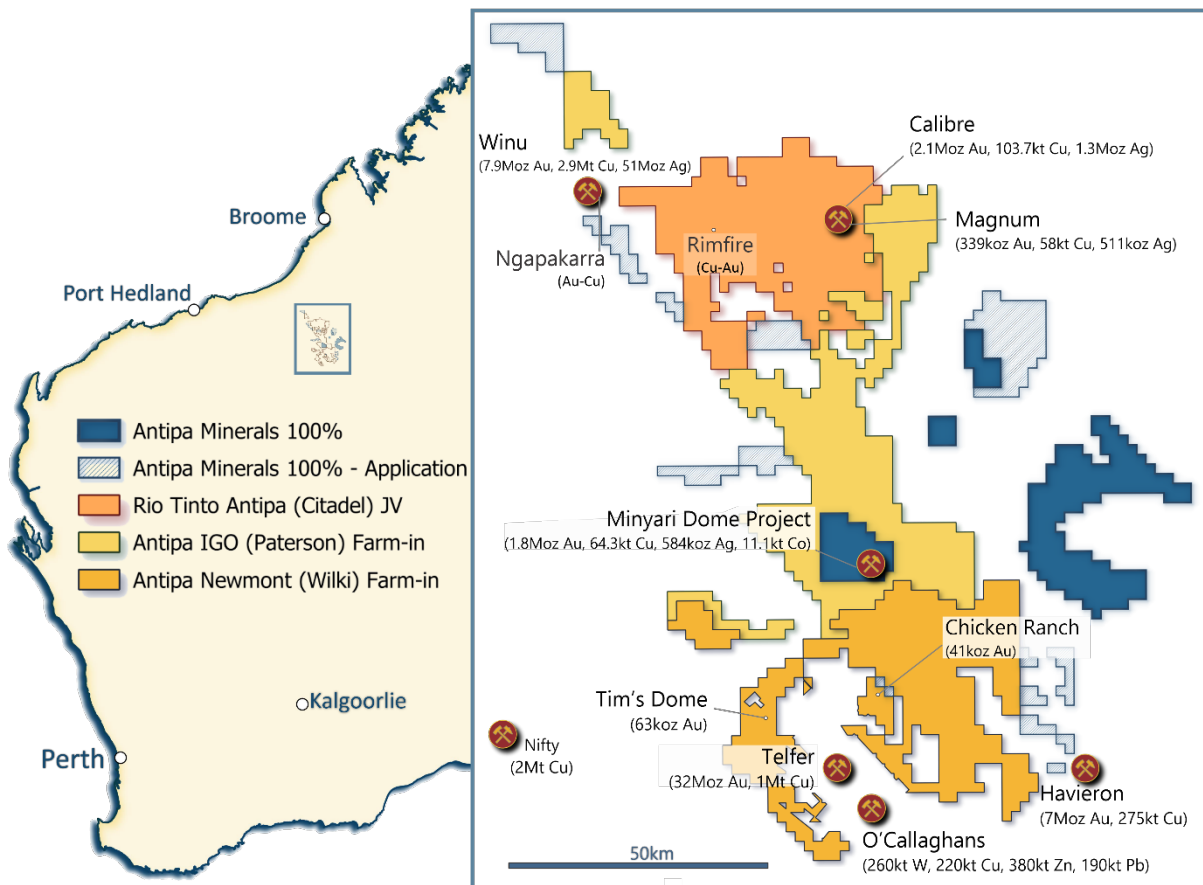 Broome
Port Hedland
Kalgoorlie
Perth
Antipa Minerals 100%
Antipa Minerals 100% - Application
Rio Tinto Antipa (Citadel) JV
Antipa IGO (Paterson) Farm-in
Antipa Newmont (Wilki) Farm-in
Winu
(7.9Moz Au, 2.9Mt Cu, 51Moz Ag)
Calibre
(2.1Moz Au, 103.7kt Cu, 1.3Moz Ag)
Magnum
(339koz Au, 58kt Cu, 511koz Ag)
Ngapakarra
(Au-Cu)
Rimfire
(Cu-Au)
Minyari Dome Project
(1.8Moz Au, 64.3kt Cu, 584koz Ag, 11.1kt Co)
Chicken Ranch
(41koz Au)
Tim's Dome
(63koz Au)
Nifty
(2Mt Cu)
Telfer
(32Moz Au, 1Mt Cu)
Havieron
(7Moz Au, 275kt Cu)
O'Callaghans
(260kt W, 220kt Cu, 380kt Zn, 190kt Pb)
50km